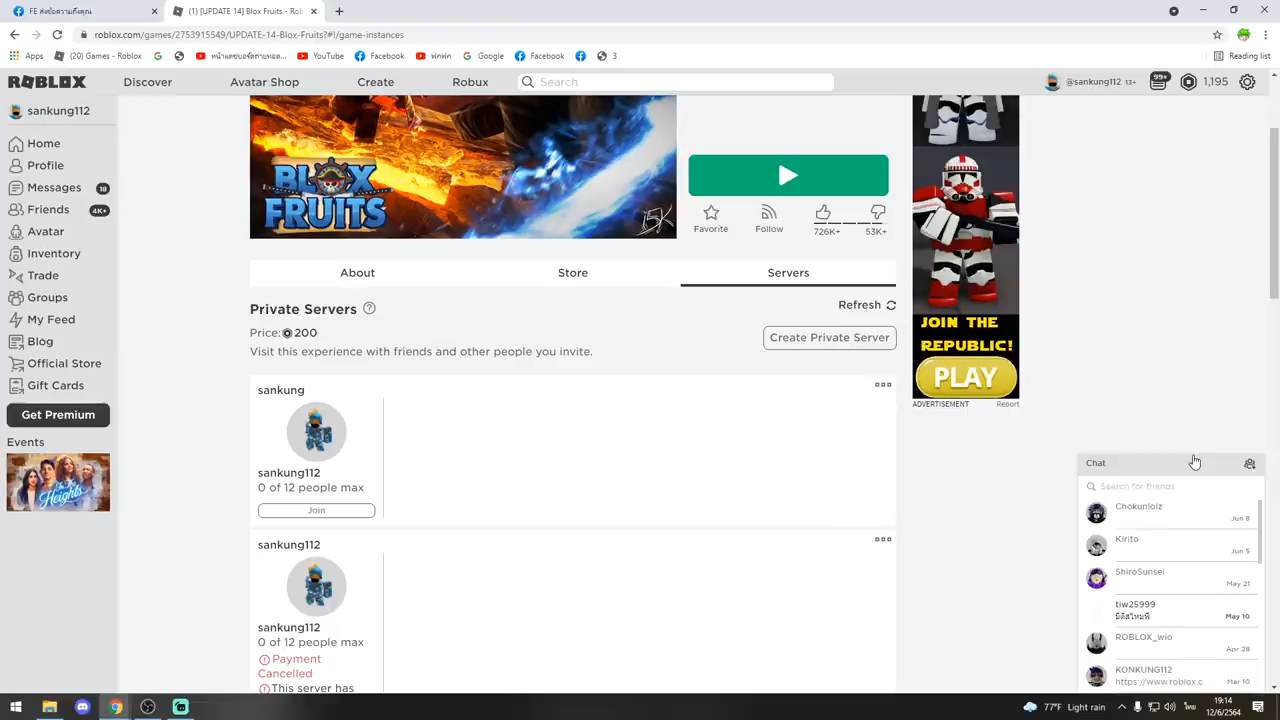 FE ส่งข้อความถึงคุณ
(1) [UPDATE 14] Blox Fruits - Rob
roblox.com/games/2753915549/UPDATE-14-Blox-Fruits?#!/game-instances
Apps
(20) Games - Roblox
YouTube
Facebook
ฟคฟค
Google
Facebook
3
Reading list
ROBLOX
Discover
Avatar Shop
Create
Robux
Search
@sankung112 13+
99+
1,195
sankung112
Home
Profile
Messages 18
Friends 4K+
Avatar
Inventory
Trade
Groups
My Feed
Blog
Official Store
Gift Cards
Get Premium
Events
Heights
BLOX
FRUITS
15K
Favorite
Follow
726K+
53K+
About
Store
Servers
Private Servers
Refresh
Price: 200
Create Private Server
Visit this experience with friends and other people you invite.
sankung
sankung112
0 of 12 people max
Join
sankung112
sankung112
0 of 12 people max
Payment
Cancelled
This server has
JOIN THE
REPUBLIC!
PLAY
ADVERTISEMENT
Report
Chat
Search for friends
Chokunlolz
Jun 8
Kirito
Jun 5
ShiroSunsei
May 21
tiw25999
May 10
ROBLOX_wio
Apr 28
KONKUNG112
https://www.roblox.c
Mar 10
77°F Light rain
19:14
12/6/2564